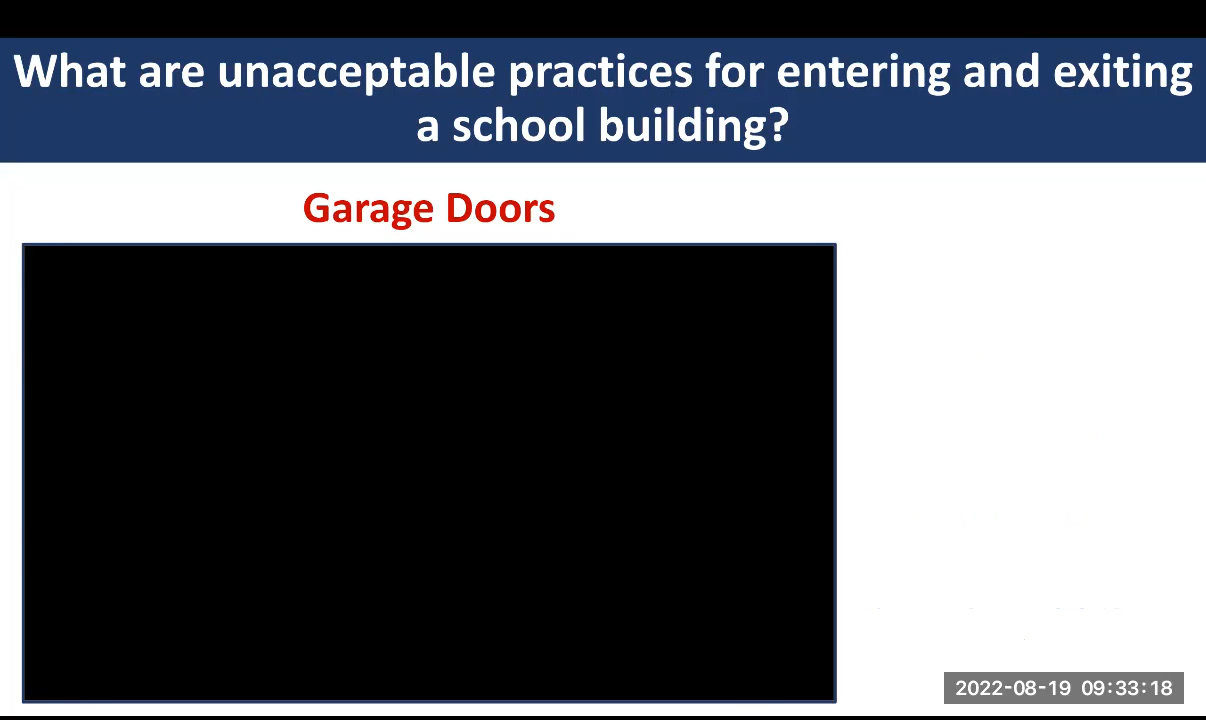 What are unacceptable practices for entering and exiting
a school building?
Garage Doors
2022-08-19 09:33:18